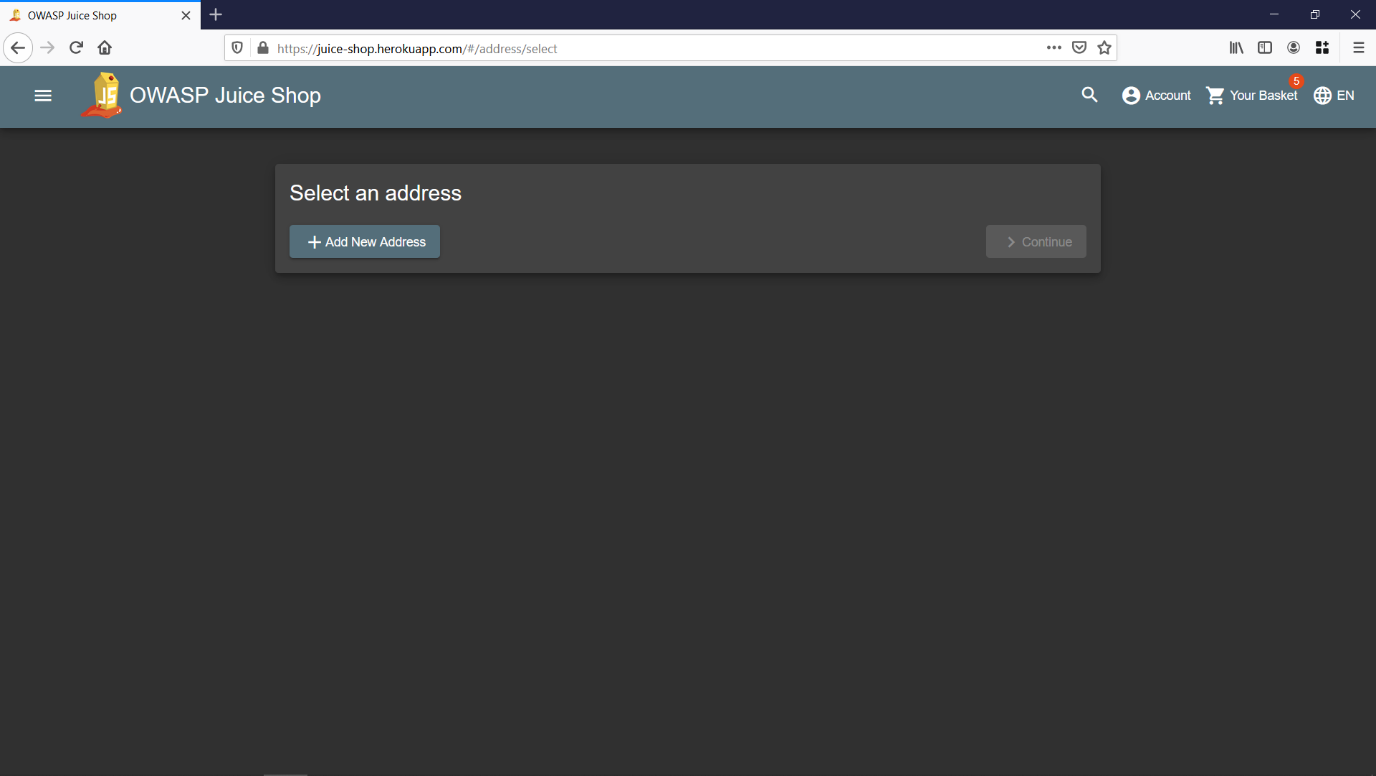 OWASP Juice Shop
https://juice-shop.herokuapp.com/#/address/select
JS
OWASP Juice Shop
Account
Your Basket
5
EN
Select an address
Add New Address
Continue